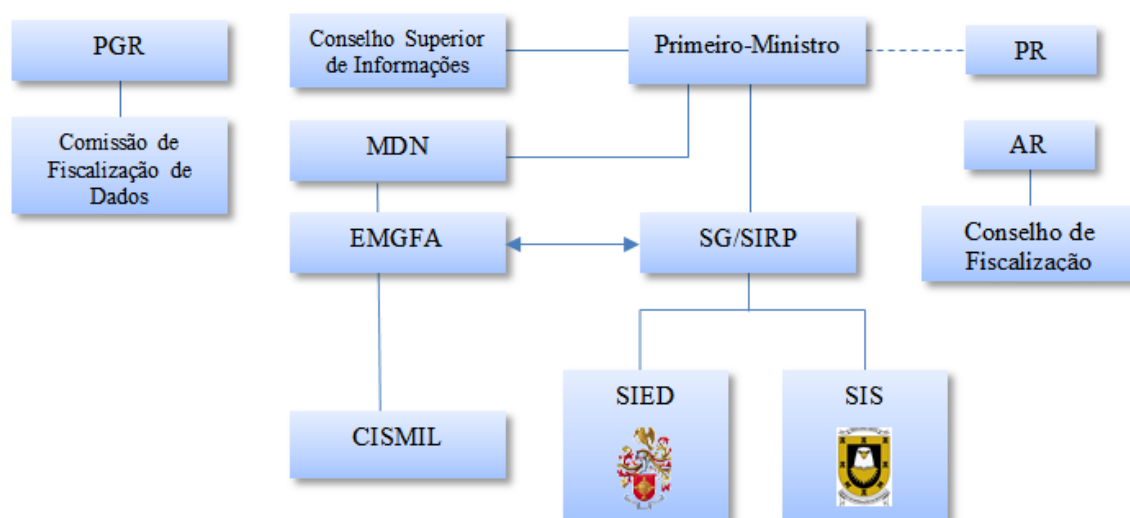 PGR
Conselho Superior
de Informações
Primeiro-Ministro
PR
Comissão de
Fiscalização de
Dados
MDN
AR
EMGFA
SG/SIRP
Conselho de
Fiscalização
SIED
SIS
CISMIL